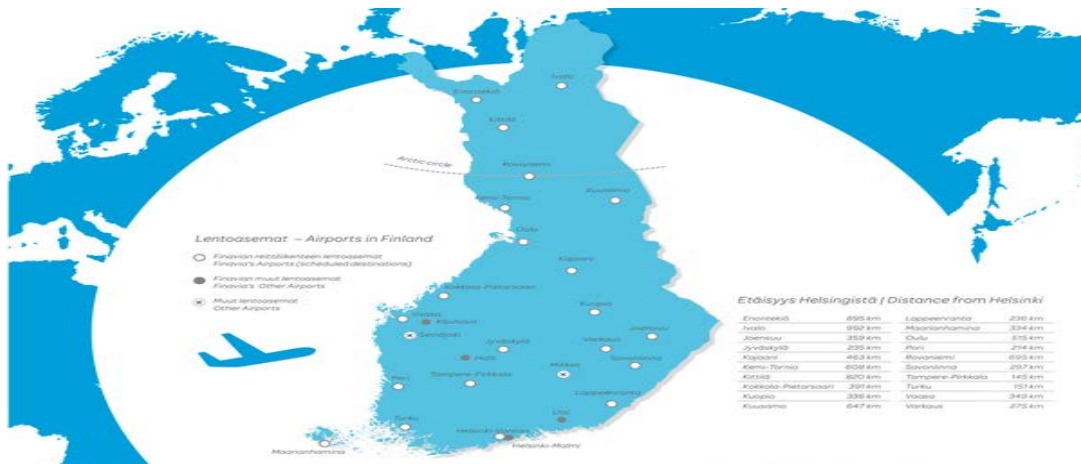 Ivalo
Enontekiö
Kittilä
Arctic circle
Rovaniemi
Kuusamo
Kemi-Tornio
Oulu
Lentoasemat – Airports in Finland
Finavian reittiliikenteen lentoasemat
Finavia's Airports (scheduled destinations)
Finavian muut lentoasemat
Finavia's Other Airports
Muut lentoasemat
Other Airports
Kajaani
Kokkola-Pietarsaari
Kuopio
Vaasa
Kauhava
Seinäjoki
Joensuu
Jyväskylä
Varkaus
Halli
Savonlinna
Mikkeli
Pori
Tampere-Pirkkala
Lappeenranta
Turku
Utti
Helsinki-Vantaa
Helsinki-Malmi
Maarianhamina
Etäisyys Helsingistä / Distance from Helsinki
Enontekiö 895 km
Ivalo 992 km
Joensuu 359 km
Jyväskylä 235 km
Kajaani 463 km
Kemi-Tornio 608 km
Kittilä 820 km
Kokkola-Pietarsaari 391 km
Kuopio 336 km
Kuusamo 647 km
Lappeenranta 236 km
Maarianhamina 334 km
Oulu 515 km
Pori 214 km
Rovaniemi 695 km
Savonlinna 297 km
Tampere-Pirkkala 145 km
Turku 151 km
Vaasa 348 km
Varkaus 275 km